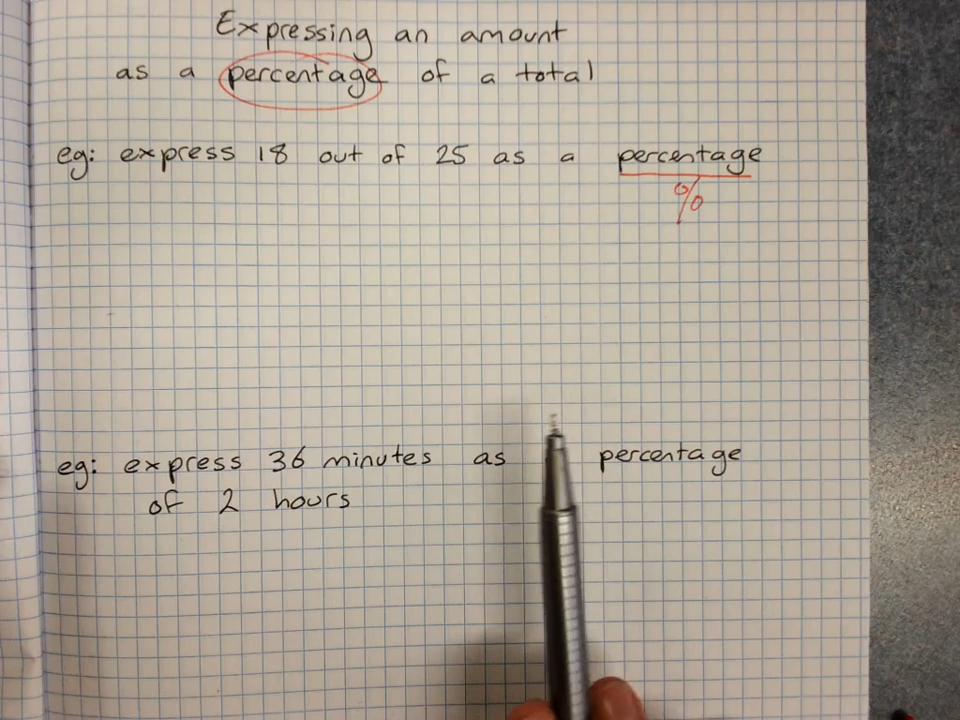 Expressing an amount
as a percentage of a total
eg: express 18 out of 25 as a percentage
%
eg: express 36 minutes as percentage
of 2 hours